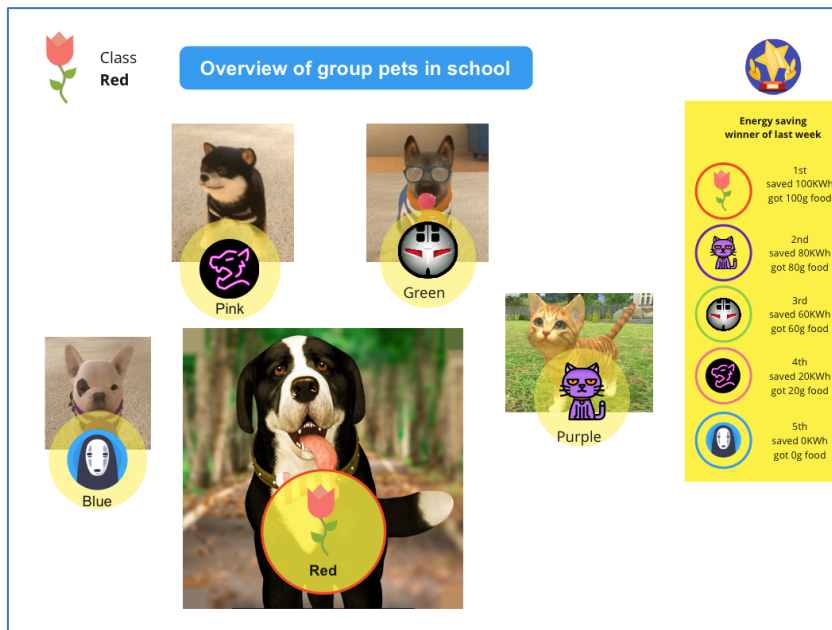 Class
Red
Overview of group pets in school
Energy saving
winner of last week
1st
saved 100KWh
got 100g food
2nd
saved 80KWh
got 80g food
3rd
saved 60KWh
got 60g food
4th
saved 20KWh
got 20g food
5th
saved 0KWh
got 0g food
Pink
Green
Purple
Blue
Red